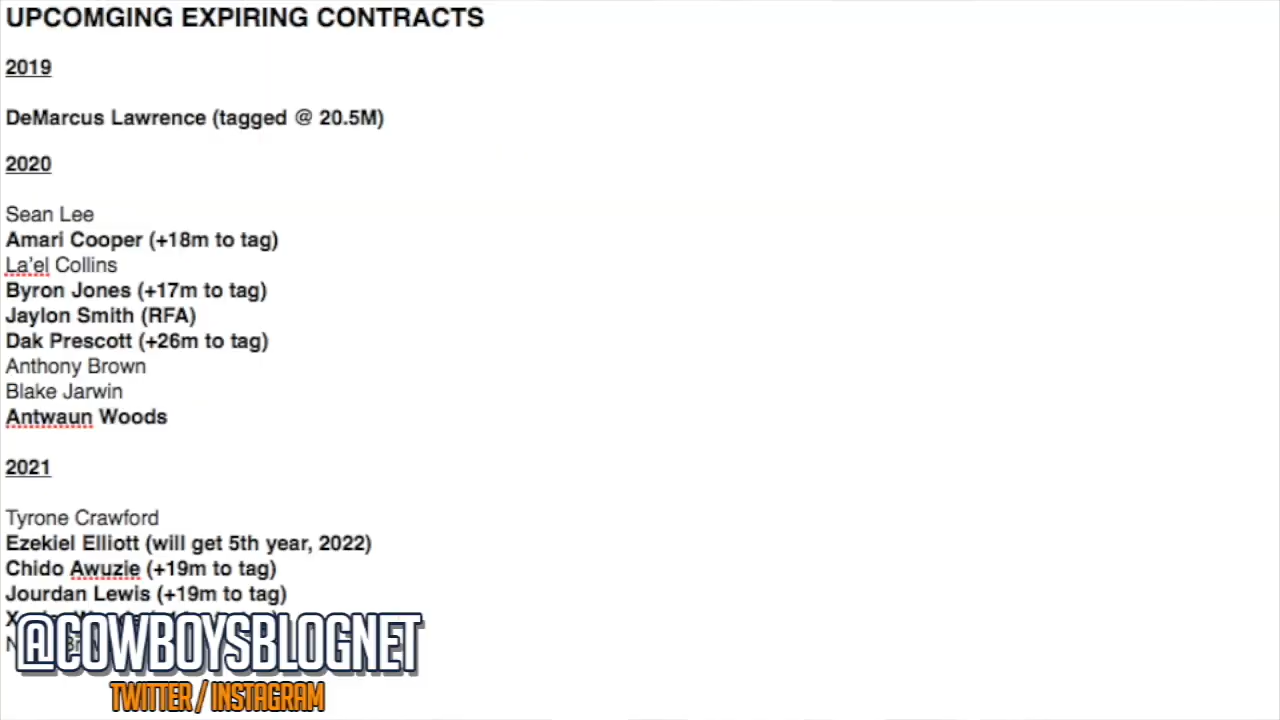 UPCOMGING EXPIRING CONTRACTS
2019
DeMarcus Lawrence (tagged @ 20.5M)
2020
Sean Lee
Amari Cooper (+18m to tag)
La'el Collins
Byron Jones (+17m to tag)
Jaylon Smith (RFA)
Dak Prescott (+26m to tag)
Anthony Brown
Blake Jarwin
Antwaun Woods
2021
Tyrone Crawford
Ezekiel Elliott (will get 5th year, 2022)
Chido Awuzie (+19m to tag)
Jourdan Lewis (+19m to tag)
@COWBOYSBLOGNET
TWITTER / INSTAGRAM